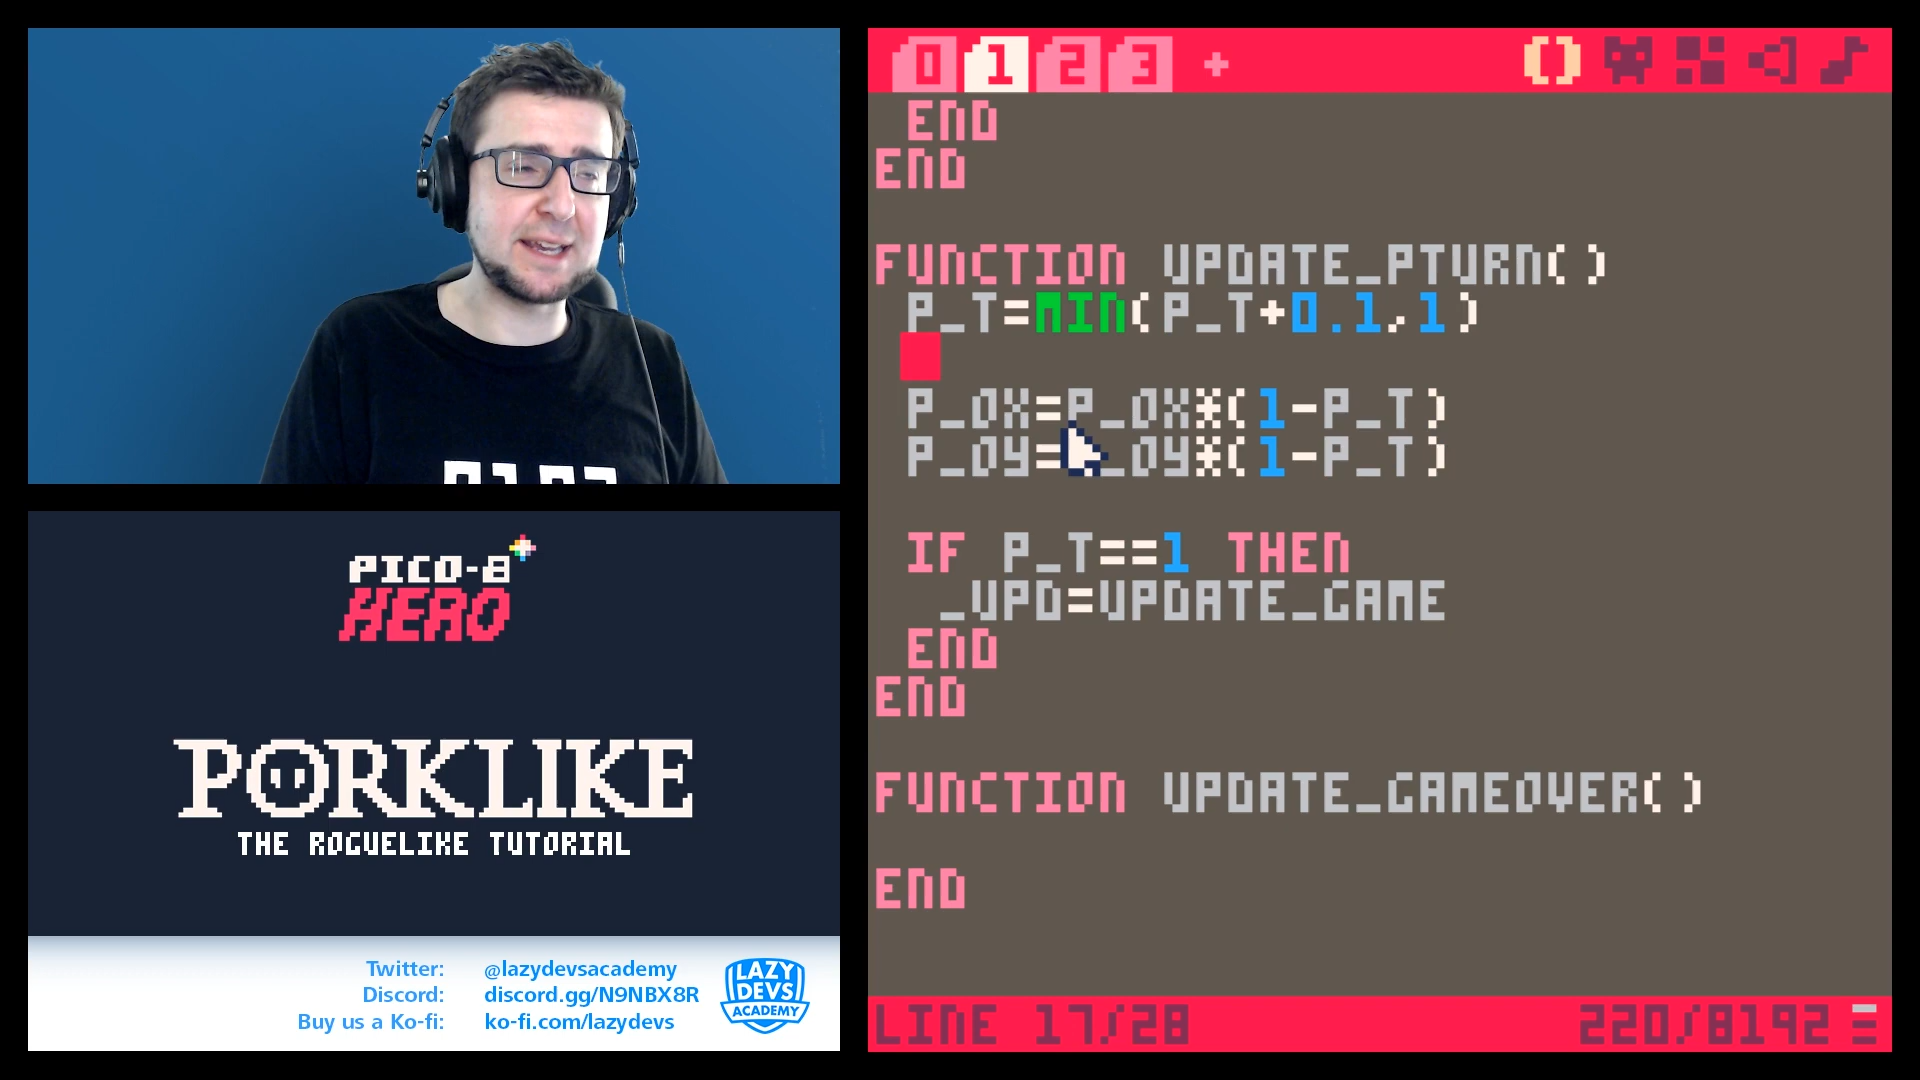 PICO-8
HERO
PORKLIKE
THE ROGUELIKE TUTORIAL
Twitter: @lazydevsacademy
Discord: discord.gg/N9NBX8R
Buy us a Ko-fi: ko-fi.com/lazydevs
LAZY
DEVS
ACADEMY
0 1 2 3 +
END
END
FUNCTION UPDATE_PTURN()
P_T=MIN(P_T+0.1,1)
P_OX=P_OX*(1-P_T)
P_OY=P_OY*(1-P_T)
IF P_T==1 THEN
_UPD=UPDATE_GAME
END
END
FUNCTION UPDATE_GAMEOVER()
END
LINE 17/28
220/8192